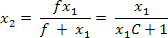 x₂ = fx₁ / (f + x₁) = x₁ / (x₁C + 1)